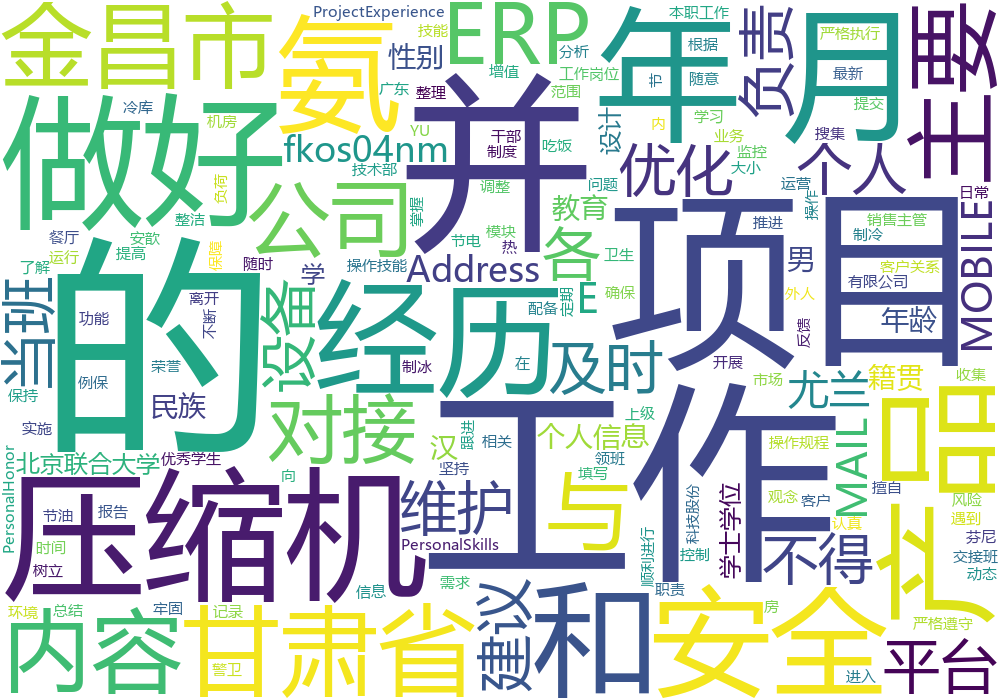 ProjectExperience
技能
本职工作
严格执行
金昌市
氨
性别
ERP
年
月
负责
主要
分析
根据
最新
增值
工作岗位
随意
节
提交
冷库
广东
整理
范围
做好
并
机房
fkos04nm
YU
干部
制度
吃饭
设计
学习
内
业务
监控
搜集
技术部
优化
个人
负荷
调整
问题
大小
运营
操作
整洁
公司
掌握
教育
项目
日常
餐厅
安歆
节电
模块
各
推进
销售主管
MOBILE
运行
提高
保障
热
卫生
制冷
了解
随时
学
操作技能
Address
男
客户关系
当班
的
离开
设备
经历
配备
定期
E
确保
外人
有限公司
功能
不断
及时
反馈
年龄
例保
荣誉
制冰
在
开展
保持
民族
对接
工作
尤兰
籍贯
收集
市场
实施
汉
跟进
上级
个人信息
MAIL
产品
PersonalHonor
北京联合大学
优秀学生
相关
领班
操作规程
向
坚持
填写
学士学位
观念
客户
擅自
压缩机
维护
与
科技股份
风险
节油
报告
认真
遇到
时间
PersonalSkills
控制
顺利进行
不得
芬尼
树立
交接班
信息
需求
职责
动态
环境
总结
牢固
内容
甘肃省
记录
建议
和
房
安全
严格遵守
平台
警卫
进入